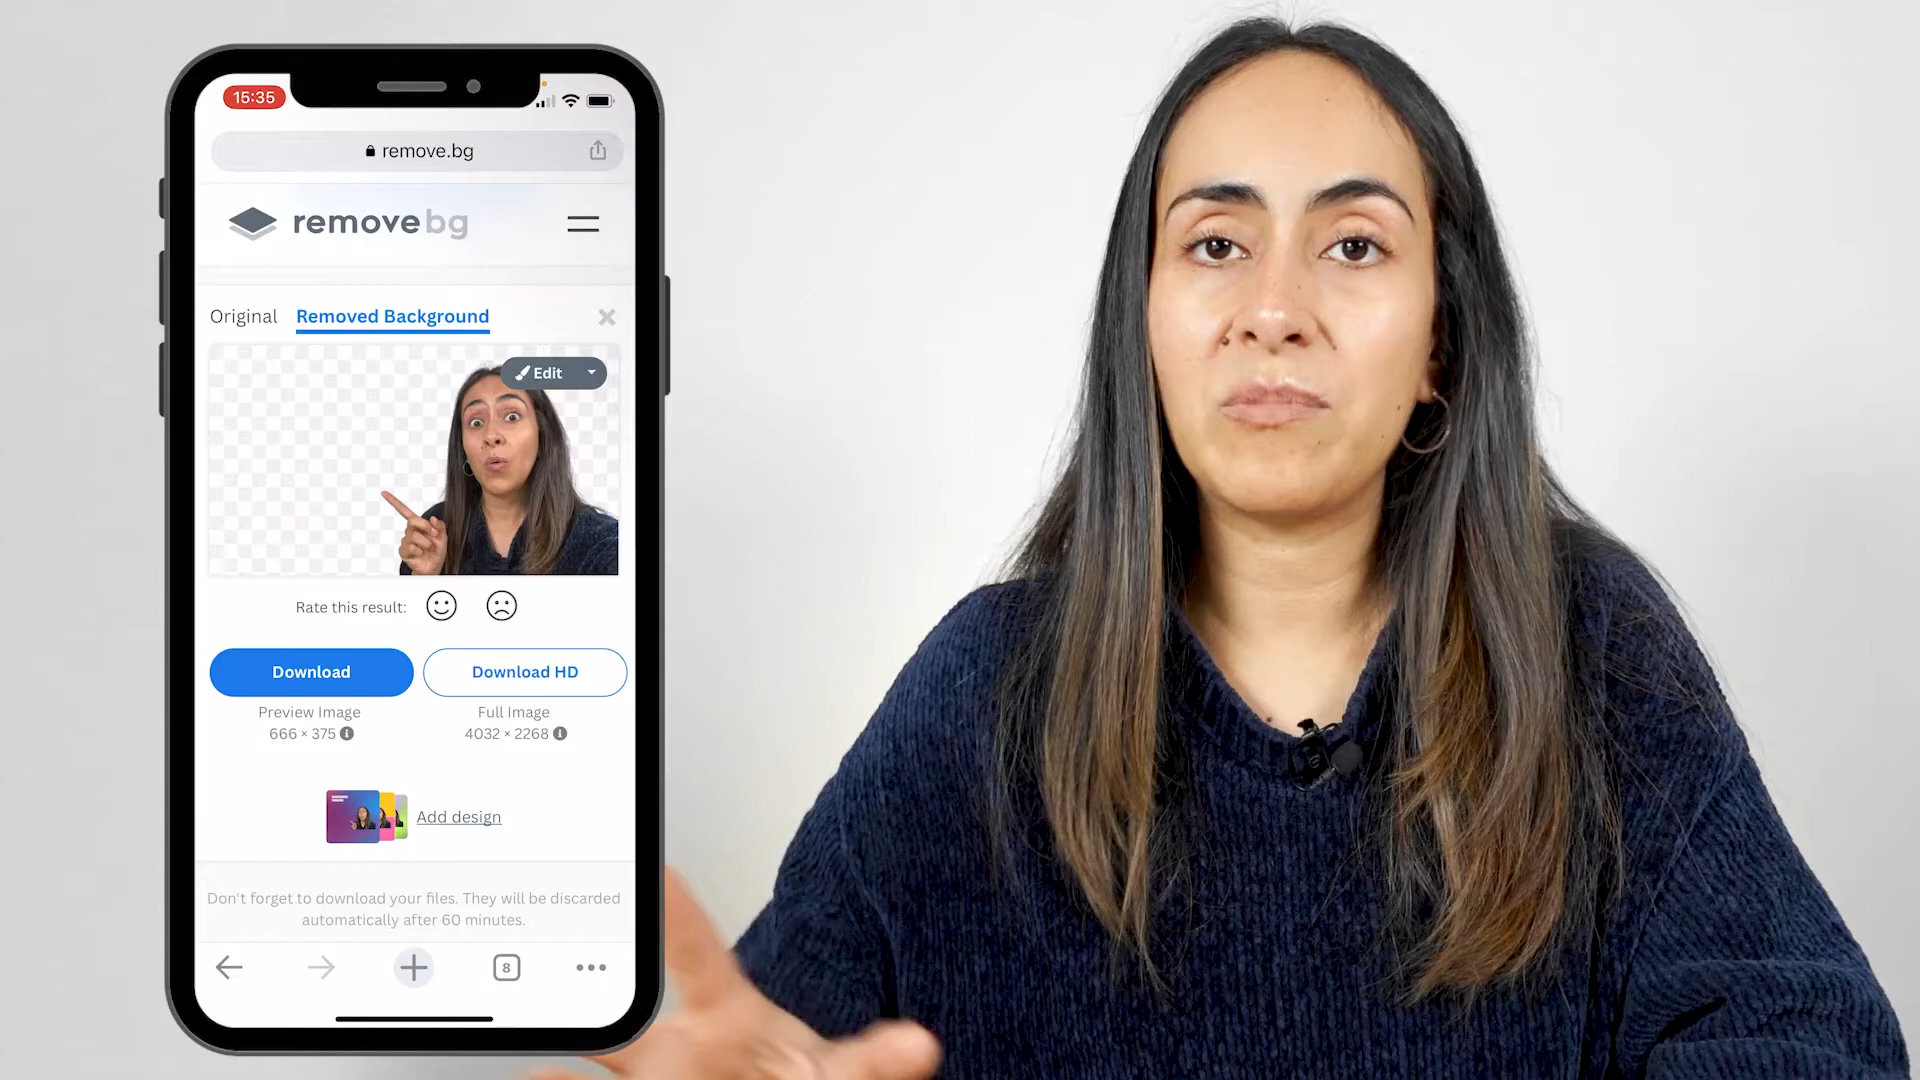 15:35
remove.bg
removebg
Original Removed Background
Edit
Rate this result:
Download Download HD
Preview Image Full Image
666 × 375 4032 × 2268
Add design
Don't forget to download your files. They will be discarded
automatically after 60 minutes.
8